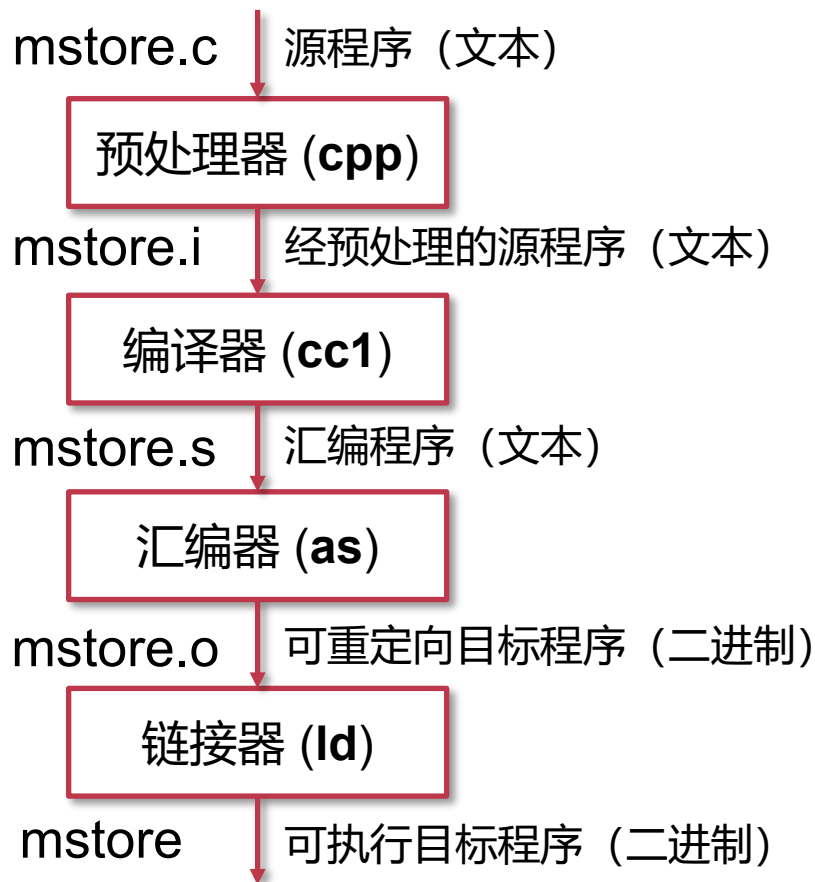 mstore.c 源程序（文本）
预处理器 (cpp)
mstore.i 经预处理的源程序（文本）
编译器 (cc1)
mstore.s 汇编程序（文本）
汇编器 (as)
mstore.o 可重定向目标程序（二进制）
链接器 (ld)
mstore 可执行目标程序（二进制）